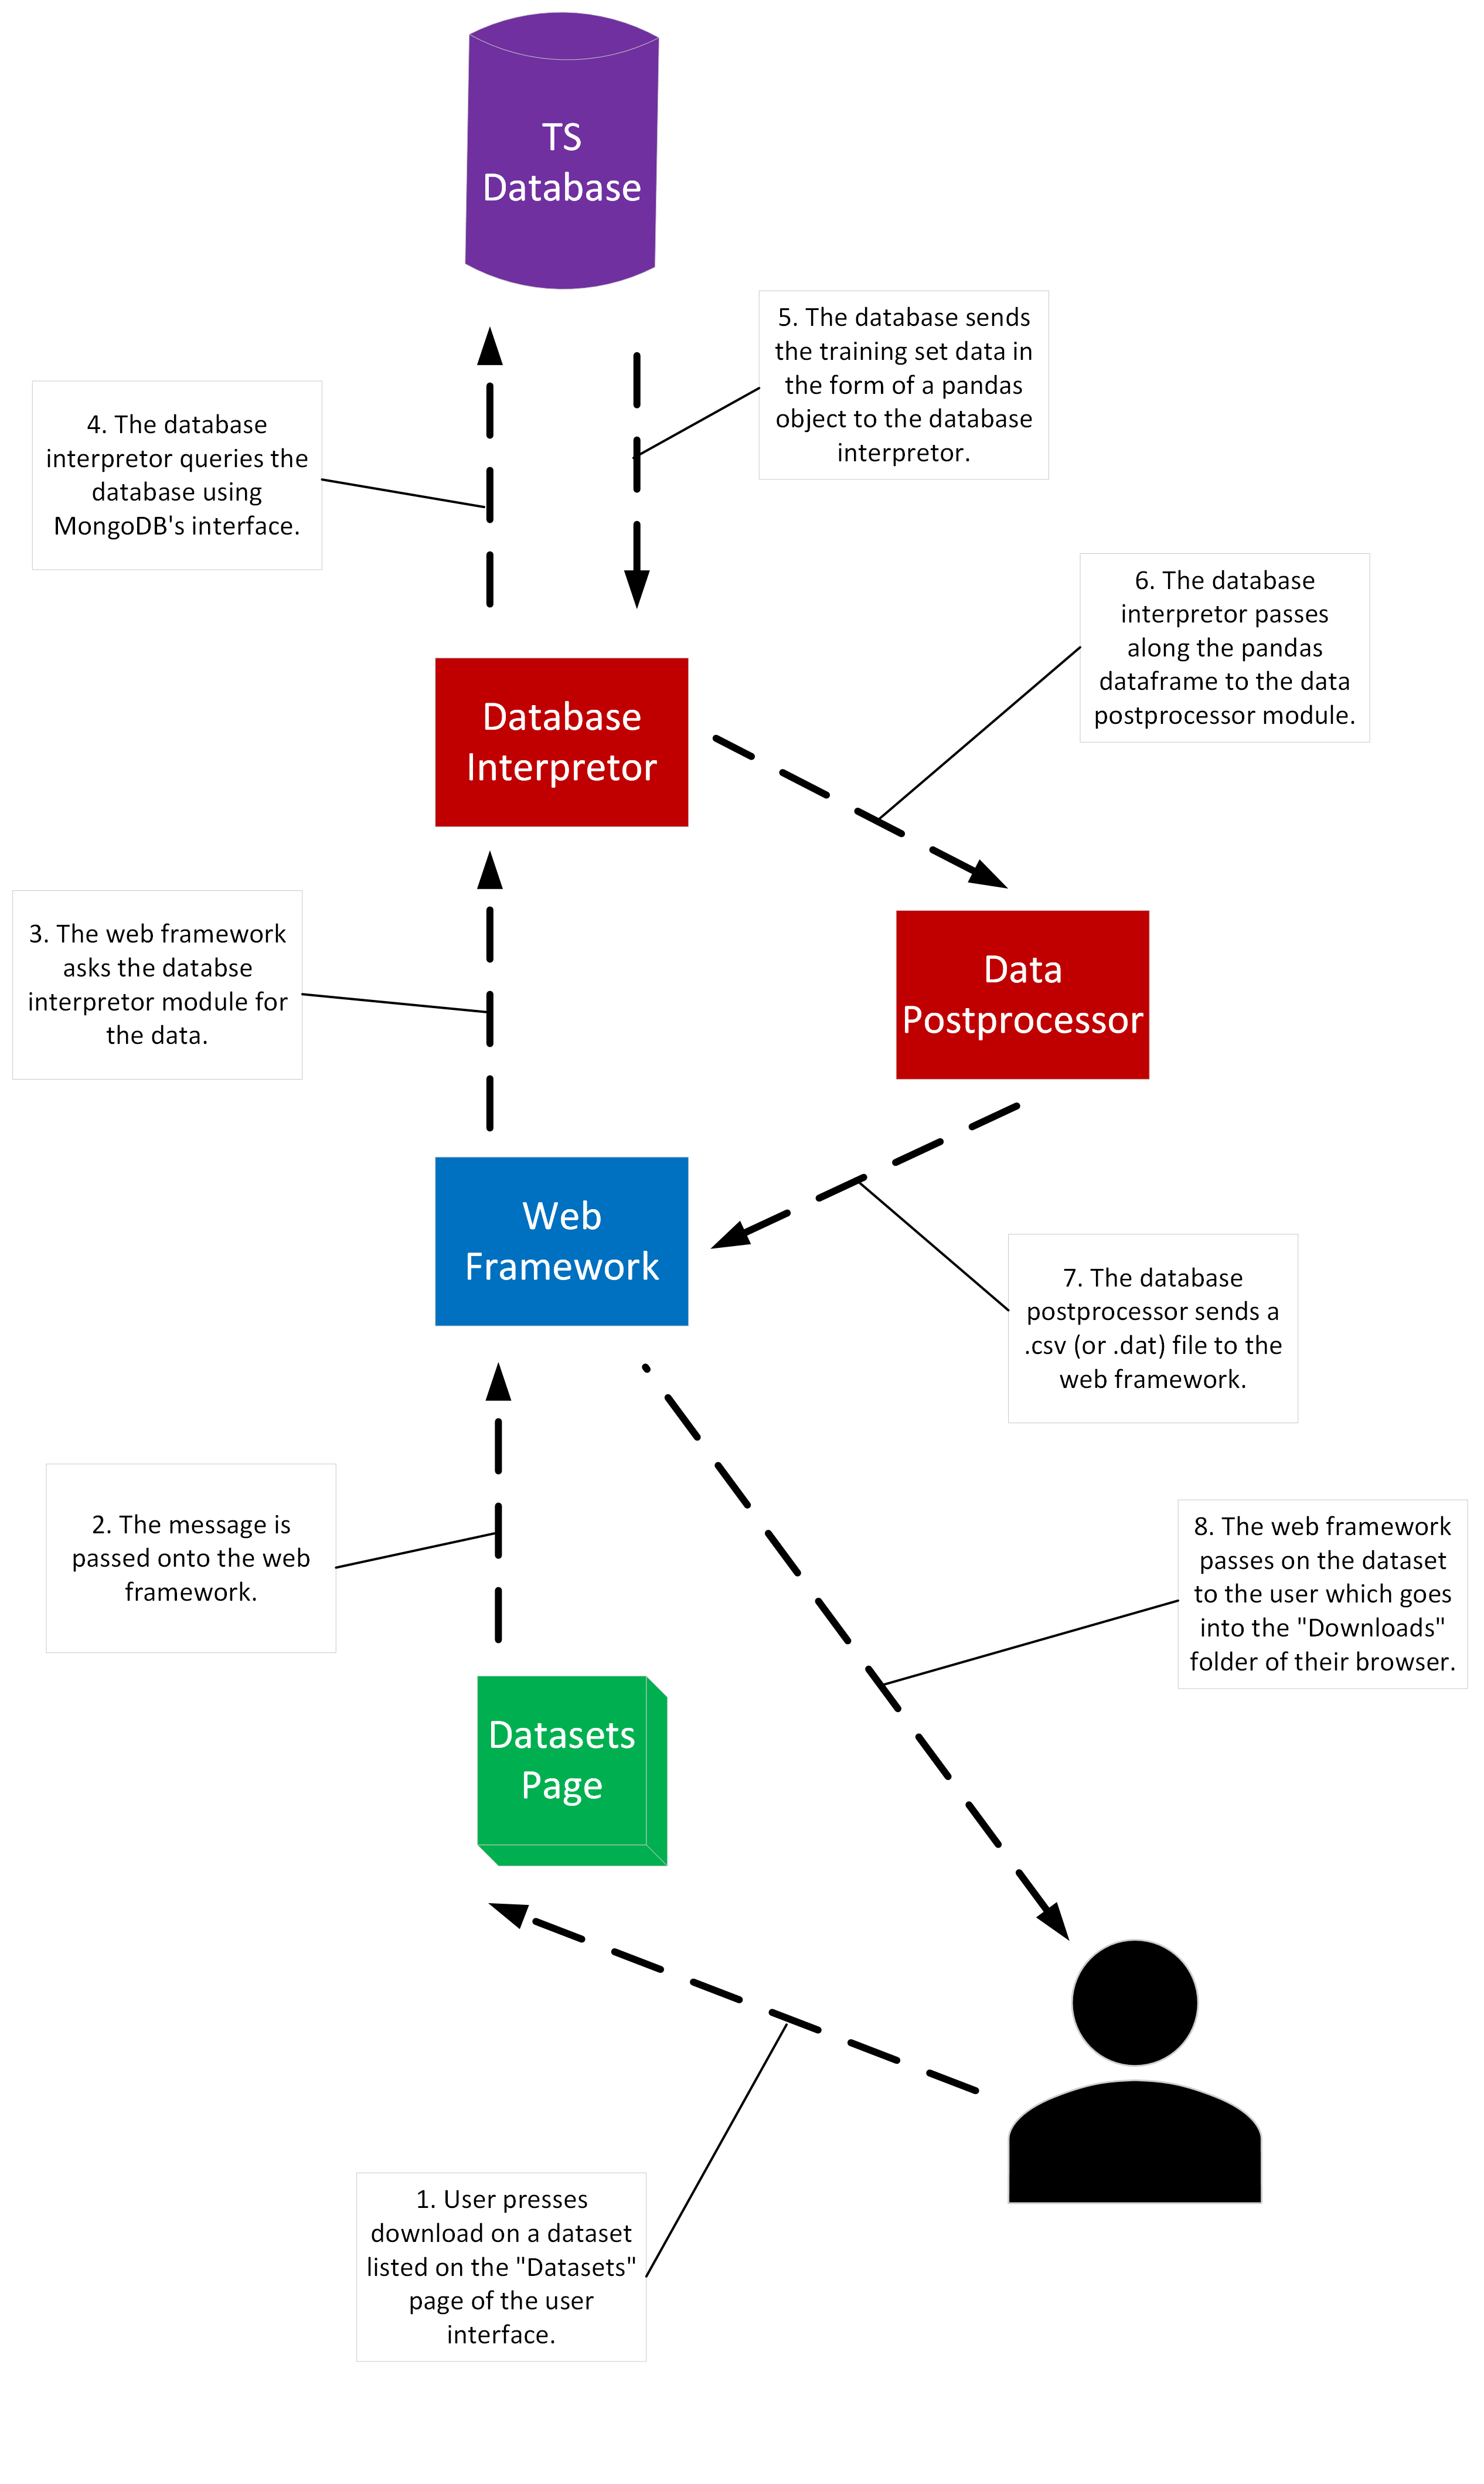 TS
Database
5. The database sends
the training set data in
the form of a pandas
object to the database
interpretor.
4. The database
interpretor queries the
database using
MongoDB's interface.
6. The database
interpretor passes
along the pandas
dataframe to the data
postprocessor module.
Database
Interpretor
3. The web framework
asks the databse
interpretor module for
the data.
Data
Postprocessor
Web
Framework
7. The database
postprocessor sends a
.csv (or .dat) file to the
web framework.
2. The message is
passed onto the web
framework.
8. The web framework
passes on the dataset
to the user which goes
into the "Downloads"
folder of their browser.
Datasets
Page
1. User presses
download on a dataset
listed on the "Datasets"
page of the user
interface.